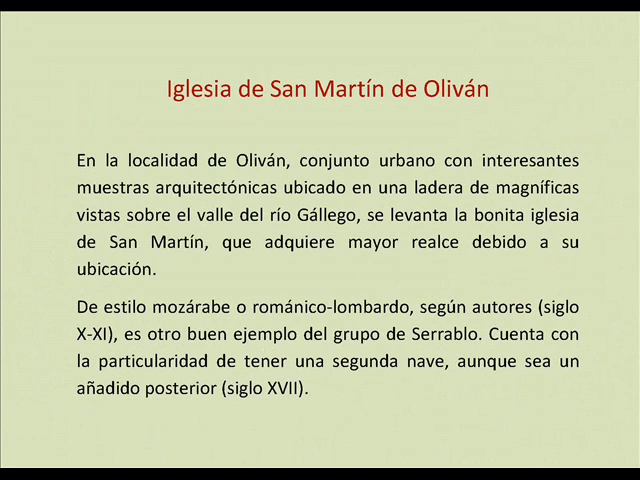 Iglesia de San Martín de Oliván
En la localidad de Oliván, conjunto urbano con interesantes
muestras arquitectónicas ubicado en una ladera de magníficas
vistas sobre el valle del río Gállego, se levanta la bonita iglesia
de San Martín, que adquiere mayor realce debido a su
ubicación.
De estilo mozárabe o románico-lombardo, según autores (siglo
X-XI), es otro buen ejemplo del grupo de Serrablo. Cuenta con
la particularidad de tener una segunda nave, aunque sea un
añadido posterior (siglo XVII).